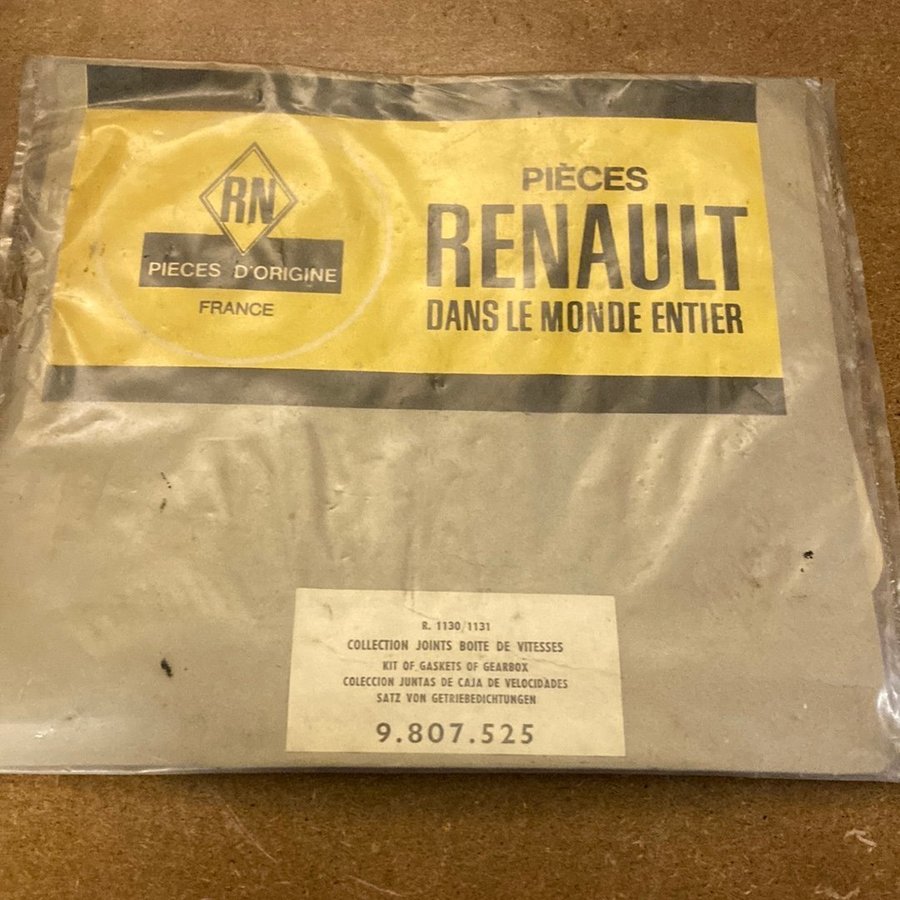 RN
PIECES D'ORIGINE
FRANCE
PIÈCES
RENAULT
DANS LE MONDE ENTIER
R. 1130/1131
COLLECTION JOINTS BOITE DE VITESSES
KIT OF GASKETS OF GEARBOX
COLECCION JUNTAS DE CAJA DE VELOCIDADES
SATZ VON GETRIEBEDICHTUNGEN
9.807.525